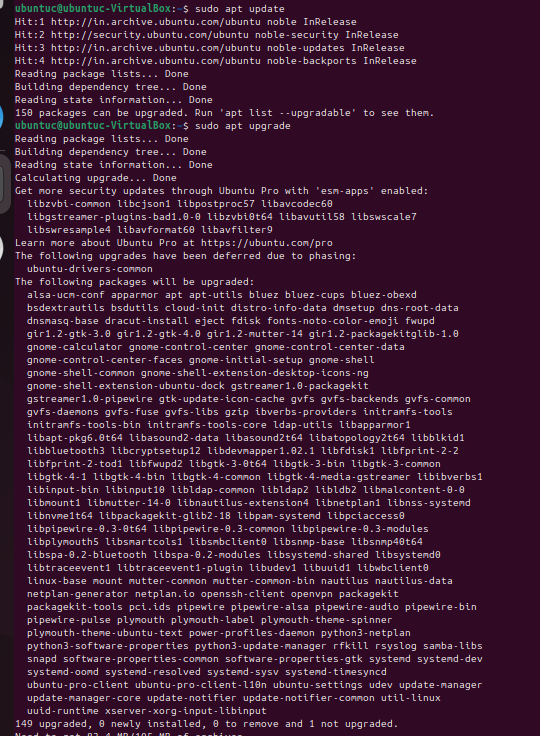 ubuntuc@ubuntuc-VirtualBox:~$ sudo apt update
Hit:1 http://in.archive.ubuntu.com/ubuntu noble InRelease
Hit:2 http://security.ubuntu.com/ubuntu noble-security InRelease
Hit:3 http://in.archive.ubuntu.com/ubuntu noble-updates InRelease
Hit:4 http://in.archive.ubuntu.com/ubuntu noble-backports InRelease
Reading package lists... Done
Building dependency tree... Done
Reading state information... Done
150 packages can be upgraded. Run 'apt list --upgradable' to see them.
ubuntuc@ubuntuc-VirtualBox:~$ sudo apt upgrade
Reading package lists... Done
Building dependency tree... Done
Reading state information... Done
Calculating upgrade... Done
Get more security updates through Ubuntu Pro with 'esm-apps' enabled:
  libzvbi-common libcjson1 libpostproc57 libavcodec60
  libgstreamer-plugins-bad1.0-0 libzvbi0t64 libavutil58 libswscale7
  libswresample4 libavformat60 libavfilter9
Learn more about Ubuntu Pro at https://ubuntu.com/pro
The following upgrades have been deferred due to phasing:
  ubuntu-drivers-common
The following packages will be upgraded:
  alsa-ucm-conf apparmor apt apt-utils bluez bluez-cups bluez-obexd
  bsdextrautils bsdutils cloud-init distro-info-data dmsetup dns-root-data
  dnsmasq-base dracut-install eject fdisk fonts-noto-color-emoji fwupd
  gir1.2-gtk-3.0 gir1.2-gtk-4.0 gir1.2-mutter-14 gir1.2-packagekitglib-1.0
  gnome-calculator gnome-control-center gnome-control-center-data
  gnome-control-center-faces gnome-initial-setup gnome-shell
  gnome-shell-common gnome-shell-extension-desktop-icons-ng
  gnome-shell-extension-ubuntu-dock gstreamer1.0-packagekit
  gstreamer1.0-pipewire gtk-update-icon-cache gvfs gvfs-backends gvfs-common
  gvfs-daemons gvfs-fuse gvfs-libs gzip ibverbs-providers initramfs-tools
  initramfs-tools-bin initramfs-tools-core ldap-utils libapparmor1
  libapt-pkg6.0t64 libasound2-data libasound2t64 libatopology2t64 libblkid1
  libbluetooth3 libcryptsetup12 libdevmapper1.02.1 libfdisk1 libfprint-2-2
  libfprint-2-tod1 libfwupd2 libgtk-3-0t64 libgtk-3-bin libgtk-3-common
  libgtk-4-1 libgtk-4-bin libgtk-4-common libgtk-4-media-gstreamer libibverbs1
  libinput-bin libinput10 libldap-common libldap2 libldb2 libmalcontent-0-0
  libmount1 libmutter-14-0 libnautilus-extension4 libnetplan1 libnss-systemd
  libnvme1t64 libpackagekit-glib2-18 libpam-systemd libpciaccess0
  libpipewire-0.3-0t64 libpipewire-0.3-common libpipewire-0.3-modules
  libplymouth5 libsmartcols1 libsmbclient0 libsnmp-base libsnmp40t64
  libspa-0.2-bluetooth libspa-0.2-modules libsystemd-shared libsystemd0
  libtraceevent1 libtraceevent1-plugin libudev1 libuuid1 libwbclient0
  linux-base mount mutter-common mutter-common-bin nautilus nautilus-data
  netplan-generator netplan.io openssh-client openvpn packagekit
  packagekit-tools pci.ids pipewire pipewire-alsa pipewire-audio pipewire-bin
  pipewire-pulse plymouth plymouth-label plymouth-theme-spinner
  plymouth-theme-ubuntu-text power-profiles-daemon python3-netplan
  python3-software-properties python3-update-manager rfkill rsyslog samba-libs
  snapd software-properties-common software-properties-gtk systemd systemd-dev
  systemd-oomd systemd-resolved systemd-sysv systemd-timesyncd
  ubuntu-pro-client ubuntu-pro-client-l10n ubuntu-settings udev update-manager
  update-manager-core update-notifier update-notifier-common util-linux
  uuid-runtime xserver-xorg-input-libinput
149 upgraded, 0 newly installed, 0 to remove and 1 not upgraded.